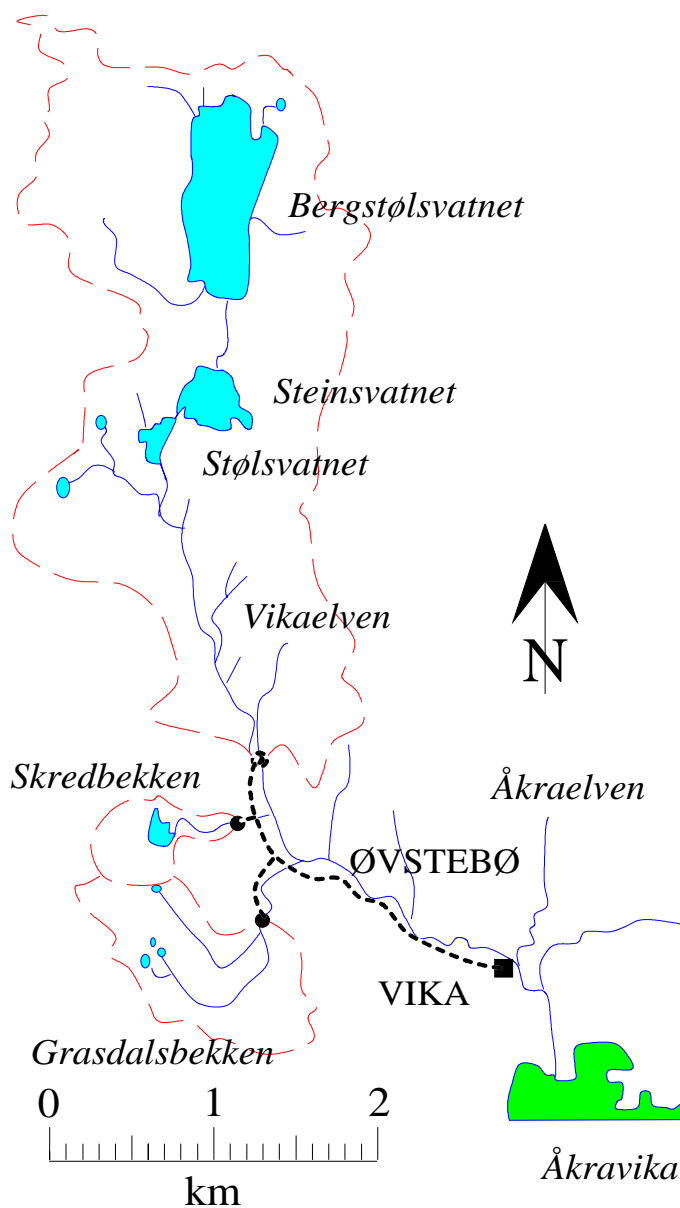 Bergstølsvatnet
Steinsvatnet
Stølsvatnet
Vikaelven
N
Skredbekken
Åkraelven
ØVSTEBØ
VIKA
Grasdalsbekken
0 1 2
km
Åkravika